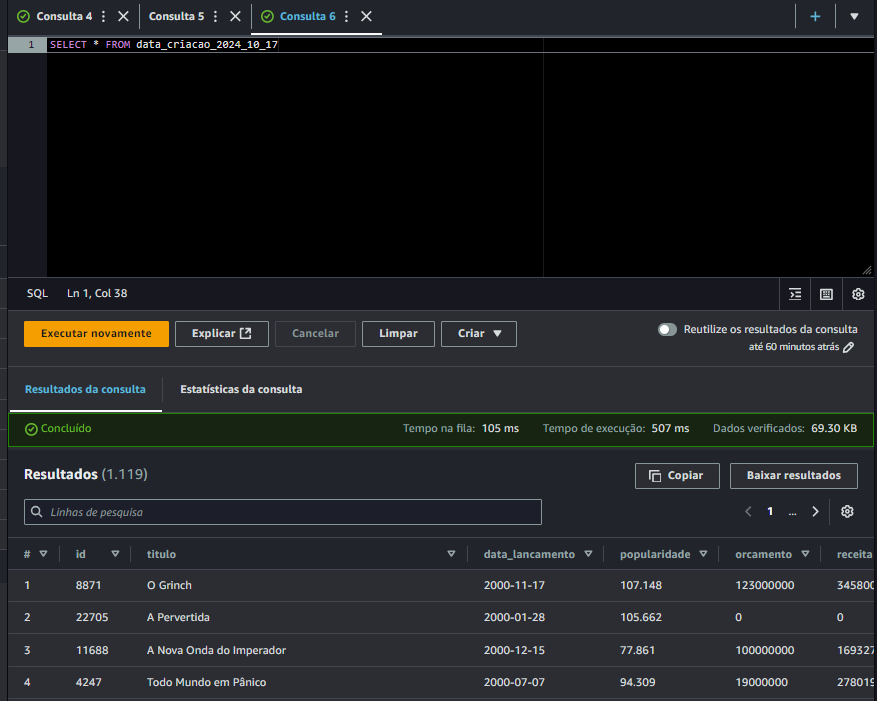 Consulta 4 Consulta 5 Consulta 6
1 SELECT * FROM data_criacao_2024_10_17
SQL Ln 1, Col 38
Executar novamente Explicar Cancelar Limpar Criar Reutilize os resultados da consulta
até 60 minutos atrás
Resultados da consulta Estatísticas da consulta
Concluído Tempo na fila: 105 ms Tempo de execução: 507 ms Dados verificados: 69.30 KB
Resultados (1.119) Copiar Baixar resultados
Linhas de pesquisa 1 ...
# id titulo data_lancamento popularidade orcamento receita
1 8871 O Grinch 2000-11-17 107.148 123000000 345800
2 22705 A Pervertida 2000-01-28 105.662 0 0
3 11688 A Nova Onda do Imperador 2000-12-15 77.861 100000000 169327
4 4247 Todo Mundo em Pânico 2000-07-07 94.309 19000000 278019